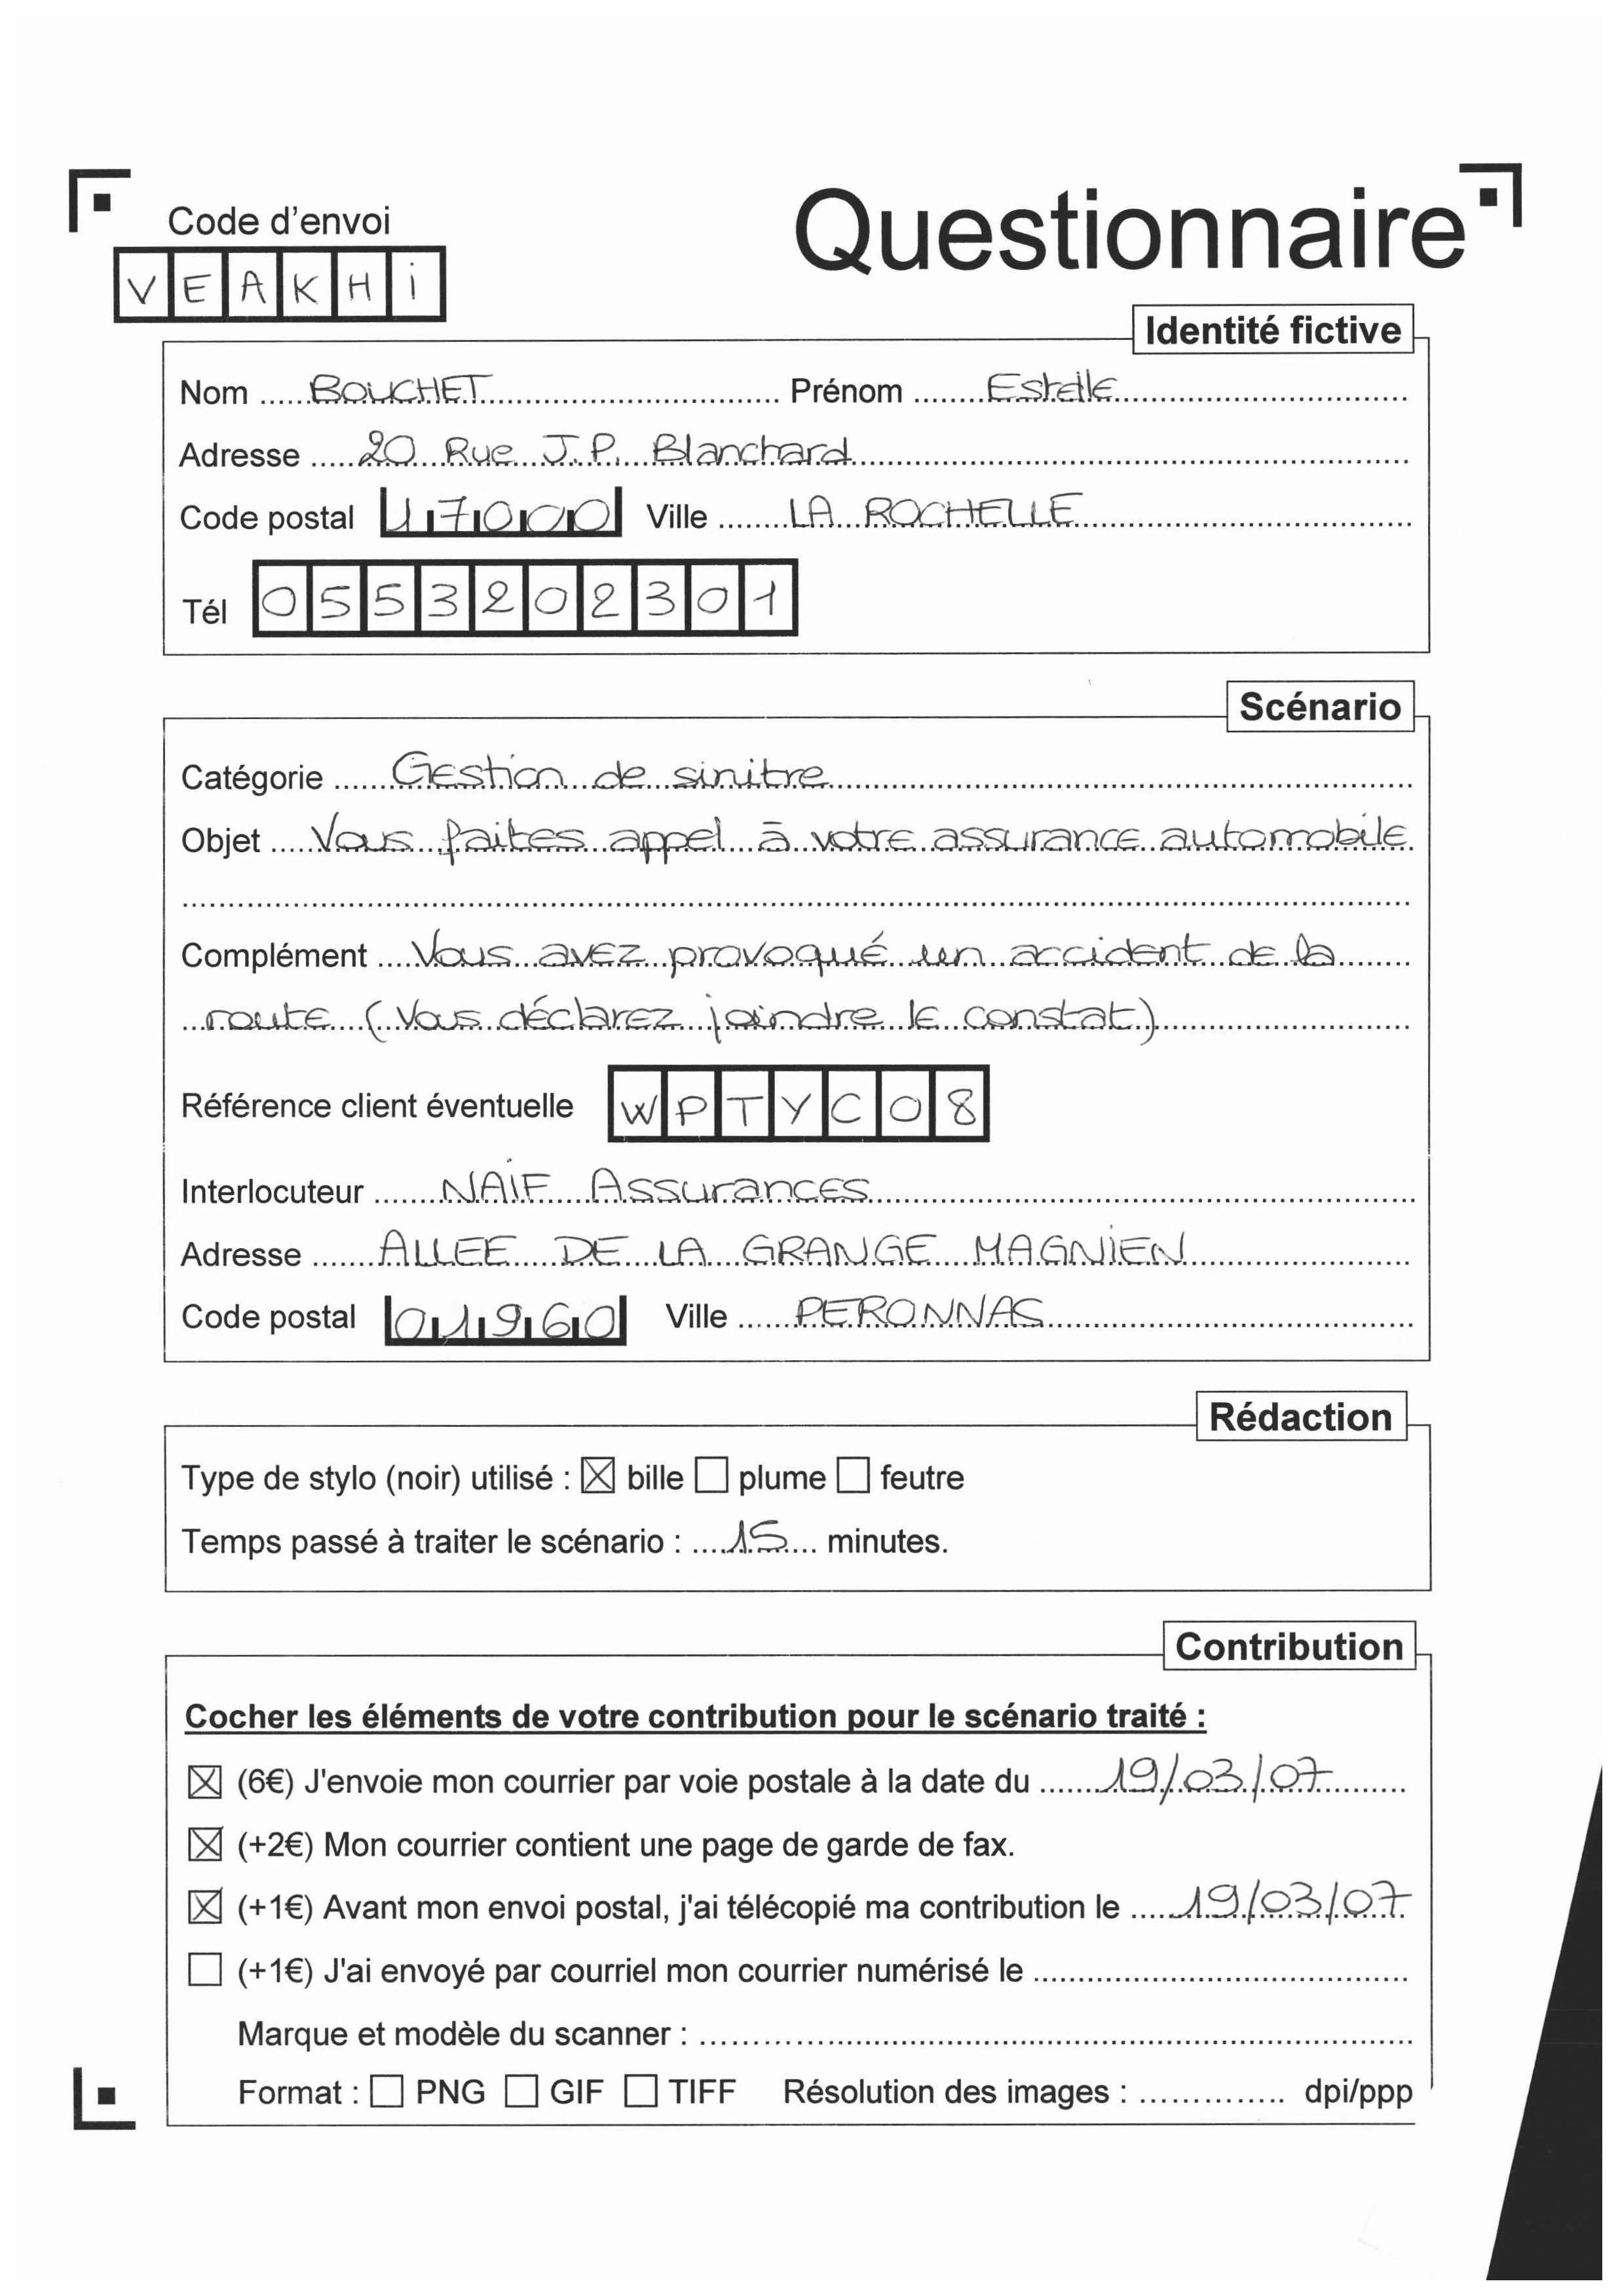 Code d'envoi
Questionnaire
VEAKHi
Identité fictive
Nom BOUCHET Prénom Estelle
Adresse 20 Rue J.P. Blanchard
Code postal 17000 Ville LA ROCHELLE
Tél 0553202301
Scénario
Catégorie Gestion de sinitre
Objet Vous faites appel à votre assurance automobile
Complément Vous avez provoqué un accident de la
route (Vous déclarez joindre le constat)
Référence client éventuelle WPTYC08
Interlocuteur NAIF Assurances
Adresse ALLEE DE LA GRANGE MAGNIEN
Code postal 01960 Ville PERONNAS
Rédaction
Type de stylo (noir) utilisé : ☒ bille ☐ plume ☐ feutre
Temps passé à traiter le scénario : 15 minutes.
Contribution
Cocher les éléments de votre contribution pour le scénario traité :
☒ (6€) J'envoie mon courrier par voie postale à la date du 19/03/07
☒ (+2€) Mon courrier contient une page de garde de fax.
☒ (+1€) Avant mon envoi postal, j'ai télécopié ma contribution le 19/03/07
☐ (+1€) J'ai envoyé par courriel mon courrier numérisé le
Marque et modèle du scanner :
Format : ☐ PNG ☐ GIF ☐ TIFF Résolution des images : dpi/ppp